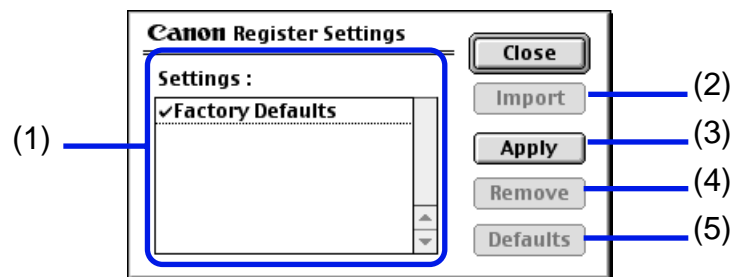 Canon Register Settings
Close
Settings :
Import
(2)
✓Factory Defaults
(1)
Apply
(3)
Remove
(4)
Defaults
(5)